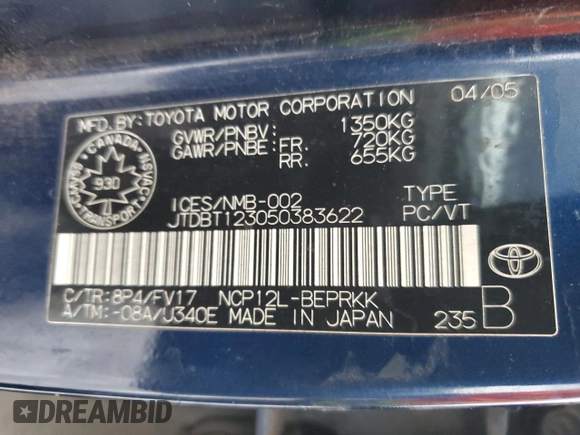 MFD. BY: TOYOTA MOTOR CORPORATION 04/05
GVWR/PNBV: 1350KG
GAWR/PNBE: FR. 720KG
RR. 655KG
CANADA
NSVAC
930
TRANSPORT
NSVAC
ICES/NMB-002 TYPE
JTDBT123050383622 PC/VT
C/TR: 8P4/FV17 NCP12L-BEPRKK
A/TM: -08A/U340E MADE IN JAPAN 235 B
DREAMBID